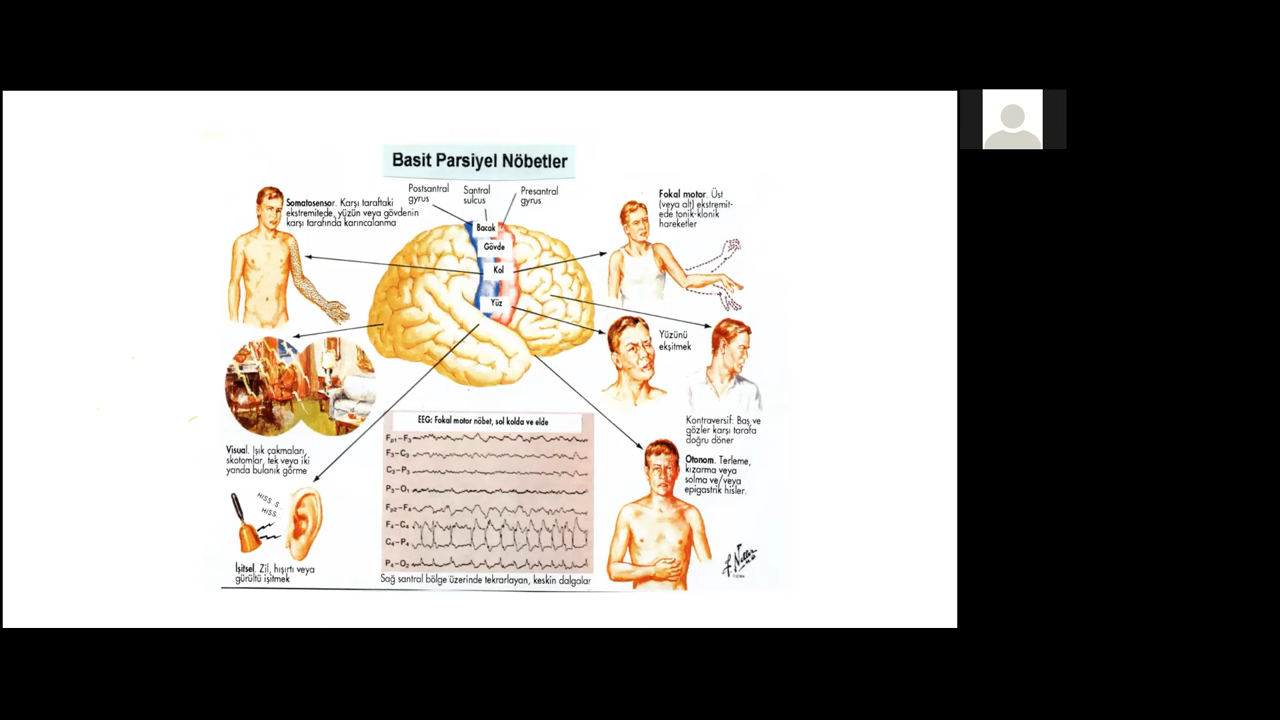 Basit Parsiyel Nöbetler
Postsantral
gyrus
Santral
sulcus
Presantral
gyrus
Somatosensor. Karşı taraftaki
ekstremitede, yüzün veya gövdenin
karşı tarafında karıncalanma
Bacak
Gövde
Kol
Yüz
Fokal motor. Üst
(veya alt) ekstremit-
ede tonik-klonik
hareketler
Yüzünü
ekşitmek
Kontraversif: Baş ve
gözler karşı tarafa
doğru döner
Visual. Işık çakmaları,
skotomlar, tek veya iki
yanda bulanık görme
HISS S
HISS
İşitsel. Zil, hışırtı veya
gürültü işitmek
EEG: Fokal motor nöbet, sol kolda ve elde
Fp1–F3
F3–C3
C3–P3
P3–O1
Fp2–F4
F4–C4
C4–P4
P4–O2
Sağ santral bölge üzerinde tekrarlayan, keskin dalgalar
Otonom. Terleme,
kızarma veya
solma ve/veya
epigastrik hisler.
F. Netter